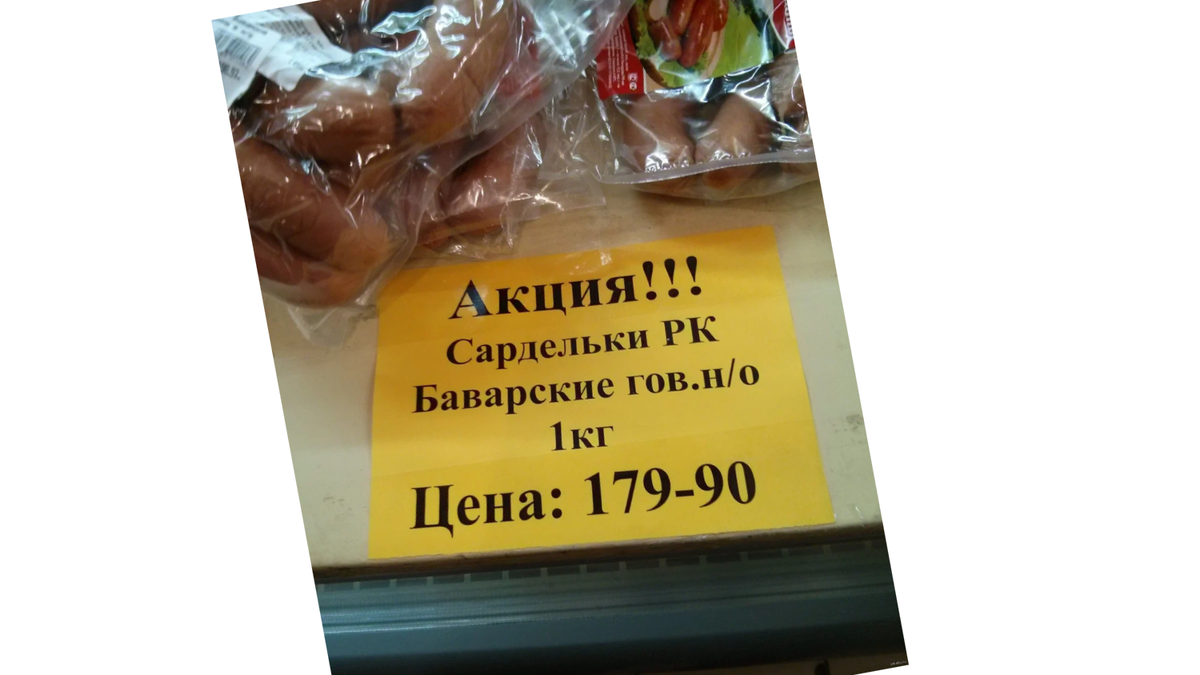 Акция!!!
Сардельки РК
Баварские гов.н/о
1кг
Цена: 179-90